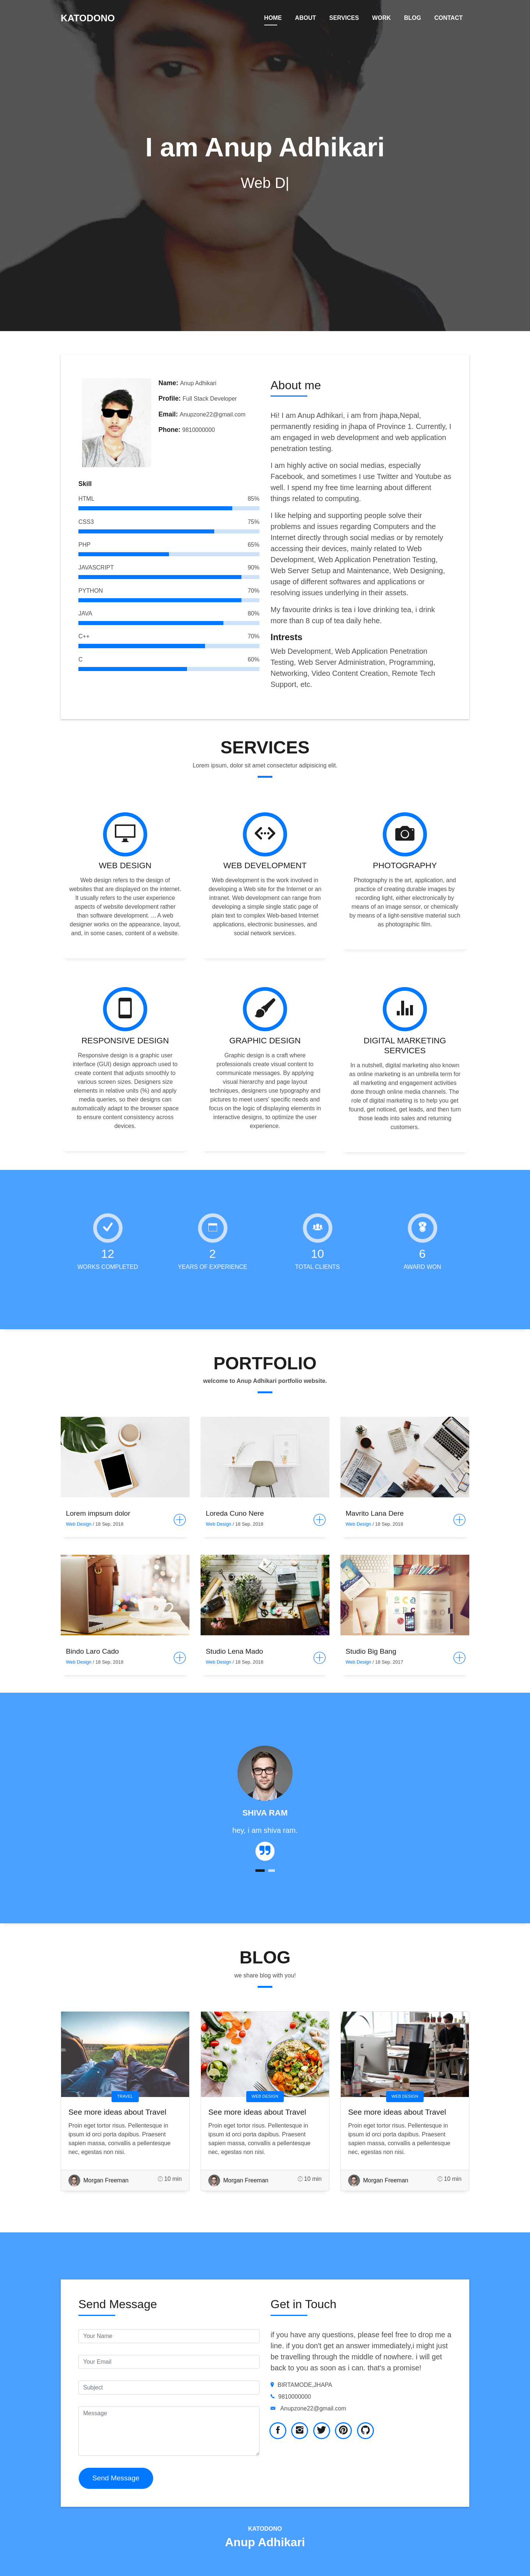 KATODONO
HOME ABOUT SERVICES WORK BLOG CONTACT
I am Anup Adhikari
Web D|
Name: Anup Adhikari
Profile: Full Stack Developer
Email: Anupzone22@gmail.com
Phone: 9810000000
Skill
HTML 85%
CSS3 75%
PHP 65%
JAVASCRIPT 90%
PYTHON 70%
JAVA 80%
C++ 70%
C 60%
About me
Hi! I am Anup Adhikari, i am from jhapa,Nepal,
permanently residing in jhapa of Province 1. Currently, I
am engaged in web development and web application
penetration testing.
I am highly active on social medias, especially
Facebook, and sometimes I use Twitter and Youtube as
well. I spend my free time learning about different
things related to computing.
I like helping and supporting people solve their
problems and issues regarding Computers and the
Internet directly through social medias or by remotely
accessing their devices, mainly related to Web
Development, Web Application Penetration Testing,
Web Server Setup and Maintenance, Web Designing,
usage of different softwares and applications or
resolving issues underlying in their assets.
My favourite drinks is tea i love drinking tea, i drink
more than 8 cup of tea daily hehe.
Intrests
Web Development, Web Application Penetration
Testing, Web Server Administration, Programming,
Networking, Video Content Creation, Remote Tech
Support, etc.
SERVICES
Lorem ipsum, dolor sit amet consectetur adipisicing elit.
WEB DESIGN
Web design refers to the design of
websites that are displayed on the internet.
It usually refers to the user experience
aspects of website development rather
than software development. ... A web
designer works on the appearance, layout,
and, in some cases, content of a website.
WEB DEVELOPMENT
Web development is the work involved in
developing a Web site for the Internet or an
intranet. Web development can range from
developing a simple single static page of
plain text to complex Web-based Internet
applications, electronic businesses, and
social network services.
PHOTOGRAPHY
Photography is the art, application, and
practice of creating durable images by
recording light, either electronically by
means of an image sensor, or chemically
by means of a light-sensitive material such
as photographic film.
RESPONSIVE DESIGN
Responsive design is a graphic user
interface (GUI) design approach used to
create content that adjusts smoothly to
various screen sizes. Designers size
elements in relative units (%) and apply
media queries, so their designs can
automatically adapt to the browser space
to ensure content consistency across
devices.
GRAPHIC DESIGN
Graphic design is a craft where
professionals create visual content to
communicate messages. By applying
visual hierarchy and page layout
techniques, designers use typography and
pictures to meet users' specific needs and
focus on the logic of displaying elements in
interactive designs, to optimize the user
experience.
DIGITAL MARKETING
SERVICES
In a nutshell, digital marketing also known
as online marketing is an umbrella term for
all marketing and engagement activities
done through online media channels. The
role of digital marketing is to help you get
found, get noticed, get leads, and then turn
those leads into sales and returning
customers.
12
WORKS COMPLETED
2
YEARS OF EXPERIENCE
10
TOTAL CLIENTS
6
AWARD WON
PORTFOLIO
welcome to Anup Adhikari portfolio website.
Lorem impsum dolor
Web Design / 18 Sep. 2018
Loreda Cuno Nere
Web Design / 18 Sep. 2018
Mavrito Lana Dere
Web Design / 18 Sep. 2018
Bindo Laro Cado
Web Design / 18 Sep. 2018
Studio Lena Mado
Web Design / 18 Sep. 2018
Studio Big Bang
Web Design / 18 Sep. 2017
SHIVA RAM
hey, i am shiva ram.
BLOG
we share blog with you!
TRAVEL
See more ideas about Travel
Proin eget tortor risus. Pellentesque in
ipsum id orci porta dapibus. Praesent
sapien massa, convallis a pellentesque
nec, egestas non nisi.
Morgan Freeman 10 min
WEB DESIGN
See more ideas about Travel
Proin eget tortor risus. Pellentesque in
ipsum id orci porta dapibus. Praesent
sapien massa, convallis a pellentesque
nec, egestas non nisi.
Morgan Freeman 10 min
WEB DESIGN
See more ideas about Travel
Proin eget tortor risus. Pellentesque in
ipsum id orci porta dapibus. Praesent
sapien massa, convallis a pellentesque
nec, egestas non nisi.
Morgan Freeman 10 min
Send Message
Your Name
Your Email
Subject
Message
Send Message
Get in Touch
if you have any questions, please feel free to drop me a
line. if you don't get an answer immediately,i might just
be travelling through the middle of nowhere. i will get
back to you as soon as i can. that's a promise!
BIRTAMODE,JHAPA
9810000000
Anupzone22@gmail.com
KATODONO
Anup Adhikari